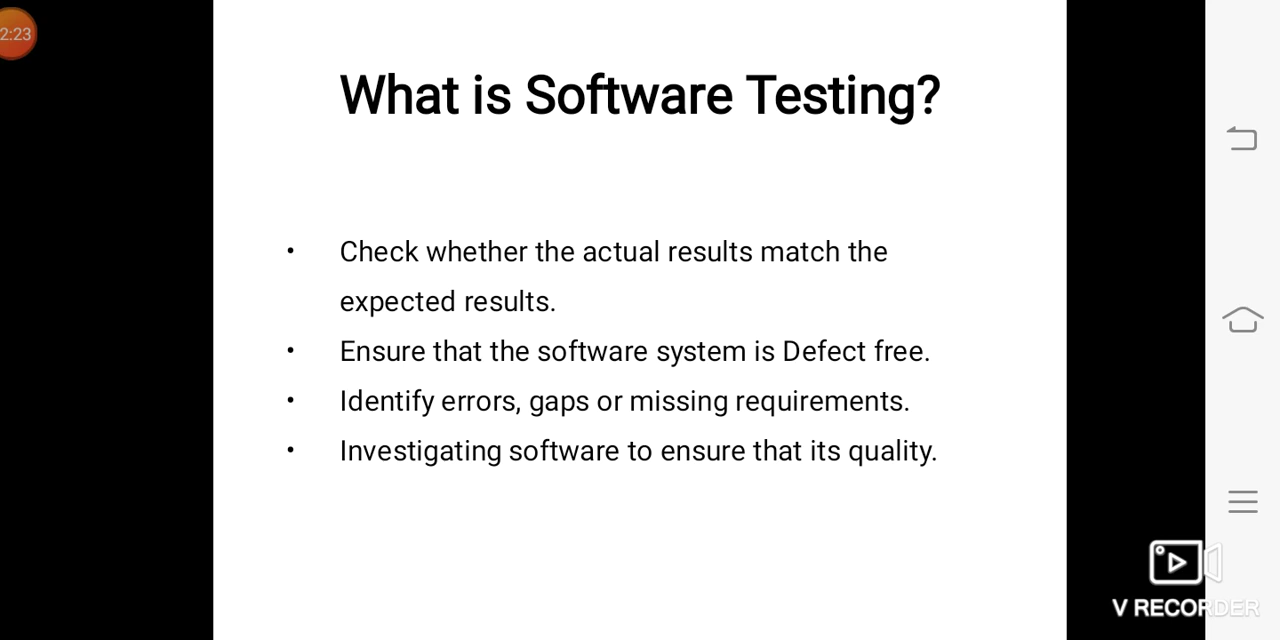 2:23
What is Software Testing?
• Check whether the actual results match the
expected results.
• Ensure that the software system is Defect free.
• Identify errors, gaps or missing requirements.
• Investigating software to ensure that its quality.
V RECORDER